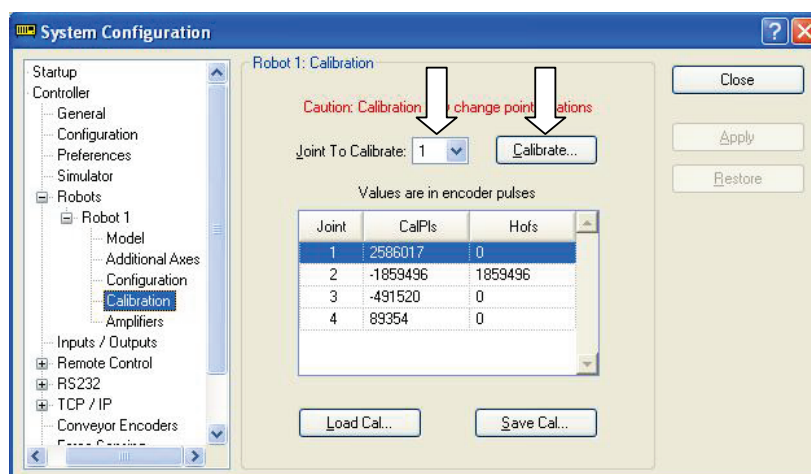 System Configuration
Startup
Controller
General
Configuration
Preferences
Simulator
Robots
Robot 1
Model
Additional Axes
Configuration
Calibration
Amplifiers
Inputs / Outputs
Remote Control
RS232
TCP / IP
Conveyor Encoders
Robot 1: Calibration
Caution: Calibration change point
Joint To Calibrate: 1 Calibrate...
Values are in encoder pulses
Joint CalPls Hofs
1 2586017 0
2 -1859496 1859496
3 -491520 0
4 89354 0
Load Cal... Save Cal...
Close
Apply
Restore